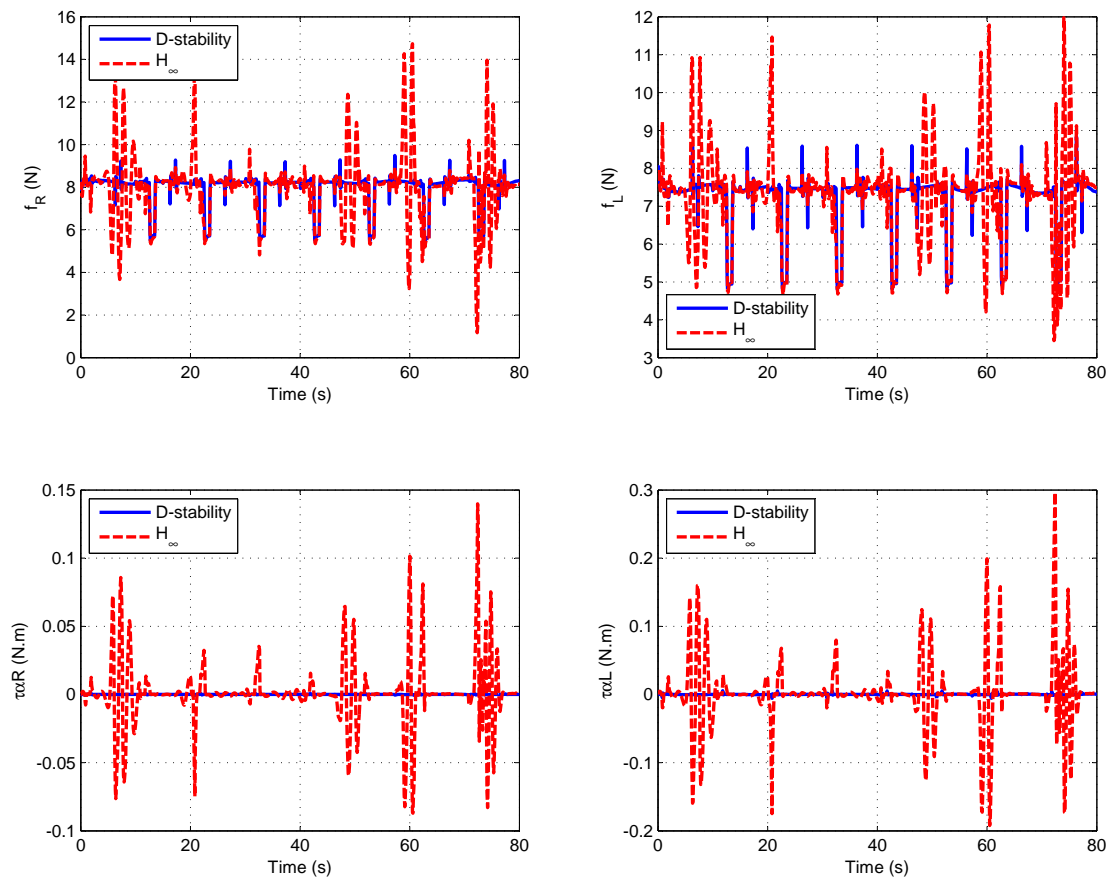 16
14
12
10
8
6
4
2
0
f_R (N)
D-stability
H_∞
0 20 40 60 80
Time (s)
12
11
10
9
8
7
6
5
4
3
f_L (N)
D-stability
H_∞
0 20 40 60 80
Time (s)
0.15
0.1
0.05
0
-0.05
-0.1
ταR (N.m)
D-stability
H_∞
0 20 40 60 80
Time (s)
0.3
0.2
0.1
0
-0.1
-0.2
ταL (N.m)
D-stability
H_∞
0 20 40 60 80
Time (s)